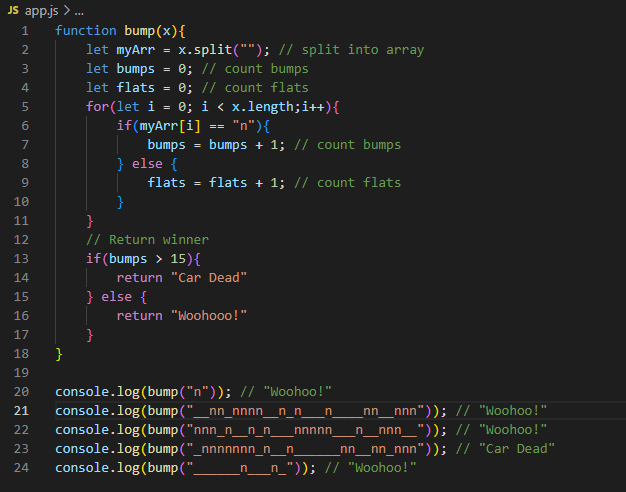 JS app.js > ...
1 function bump(x){
2     let myArr = x.split(""); // split into array
3     let bumps = 0; // count bumps
4     let flats = 0; // count flats
5     for(let i = 0; i < x.length;i++){
6         if(myArr[i] == "n"){
7             bumps = bumps + 1; // count bumps
8         } else {
9             flats = flats + 1; // count flats
10         }
11     }
12     // Return winner
13     if(bumps > 15){
14         return "Car Dead"
15     } else {
16         return "Woohooo!"
17     }
18 }
19
20 console.log(bump("n")); // "Woohoo!"
21 console.log(bump("__nn_nnnn__n_n___n____nn__nnn")); // "Woohoo!"
22 console.log(bump("nnn_n__n_n___nnnnn___n__nnn__")); // "Woohoo!"
23 console.log(bump("_nnnnnnn_n__n______nn__nn_nnn")); // "Car Dead"
24 console.log(bump("______n___n_")); // "Woohoo!"